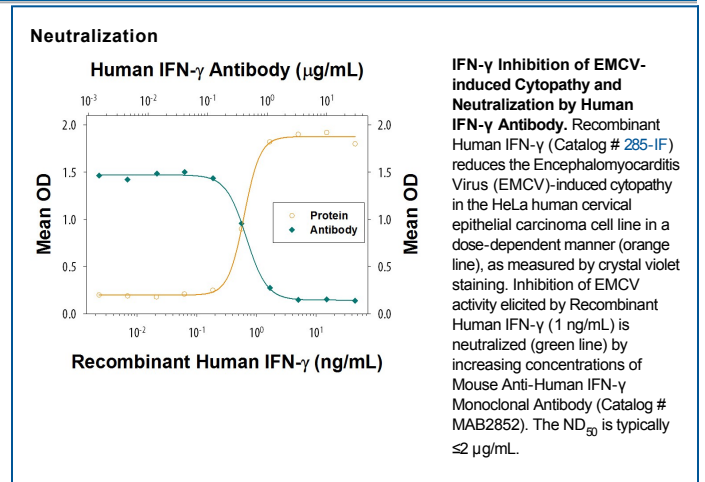 Neutralization
Human IFN-γ Antibody (μg/mL)
10-3 10-2 10-1 100 101
2.0 2.0
1.5 1.5
Mean OD
1.0 1.0
Mean OD
Protein
Antibody
0.5 0.5
0.0 0.0
10-2 10-1 100 101
Recombinant Human IFN-γ (ng/mL)
IFN-γ Inhibition of EMCV-
induced Cytopathy and
Neutralization by Human
IFN-γ Antibody. Recombinant
Human IFN-γ (Catalog # 285-IF)
reduces the Encephalomyocarditis
Virus (EMCV)-induced cytopathy
in the HeLa human cervical
epithelial carcinoma cell line in a
dose-dependent manner (orange
line), as measured by crystal violet
staining. Inhibition of EMCV
activity elicited by Recombinant
Human IFN-γ (1 ng/mL) is
neutralized (green line) by
increasing concentrations of
Mouse Anti-Human IFN-γ
Monoclonal Antibody (Catalog #
MAB2852). The ND50 is typically
≤2 μg/mL.